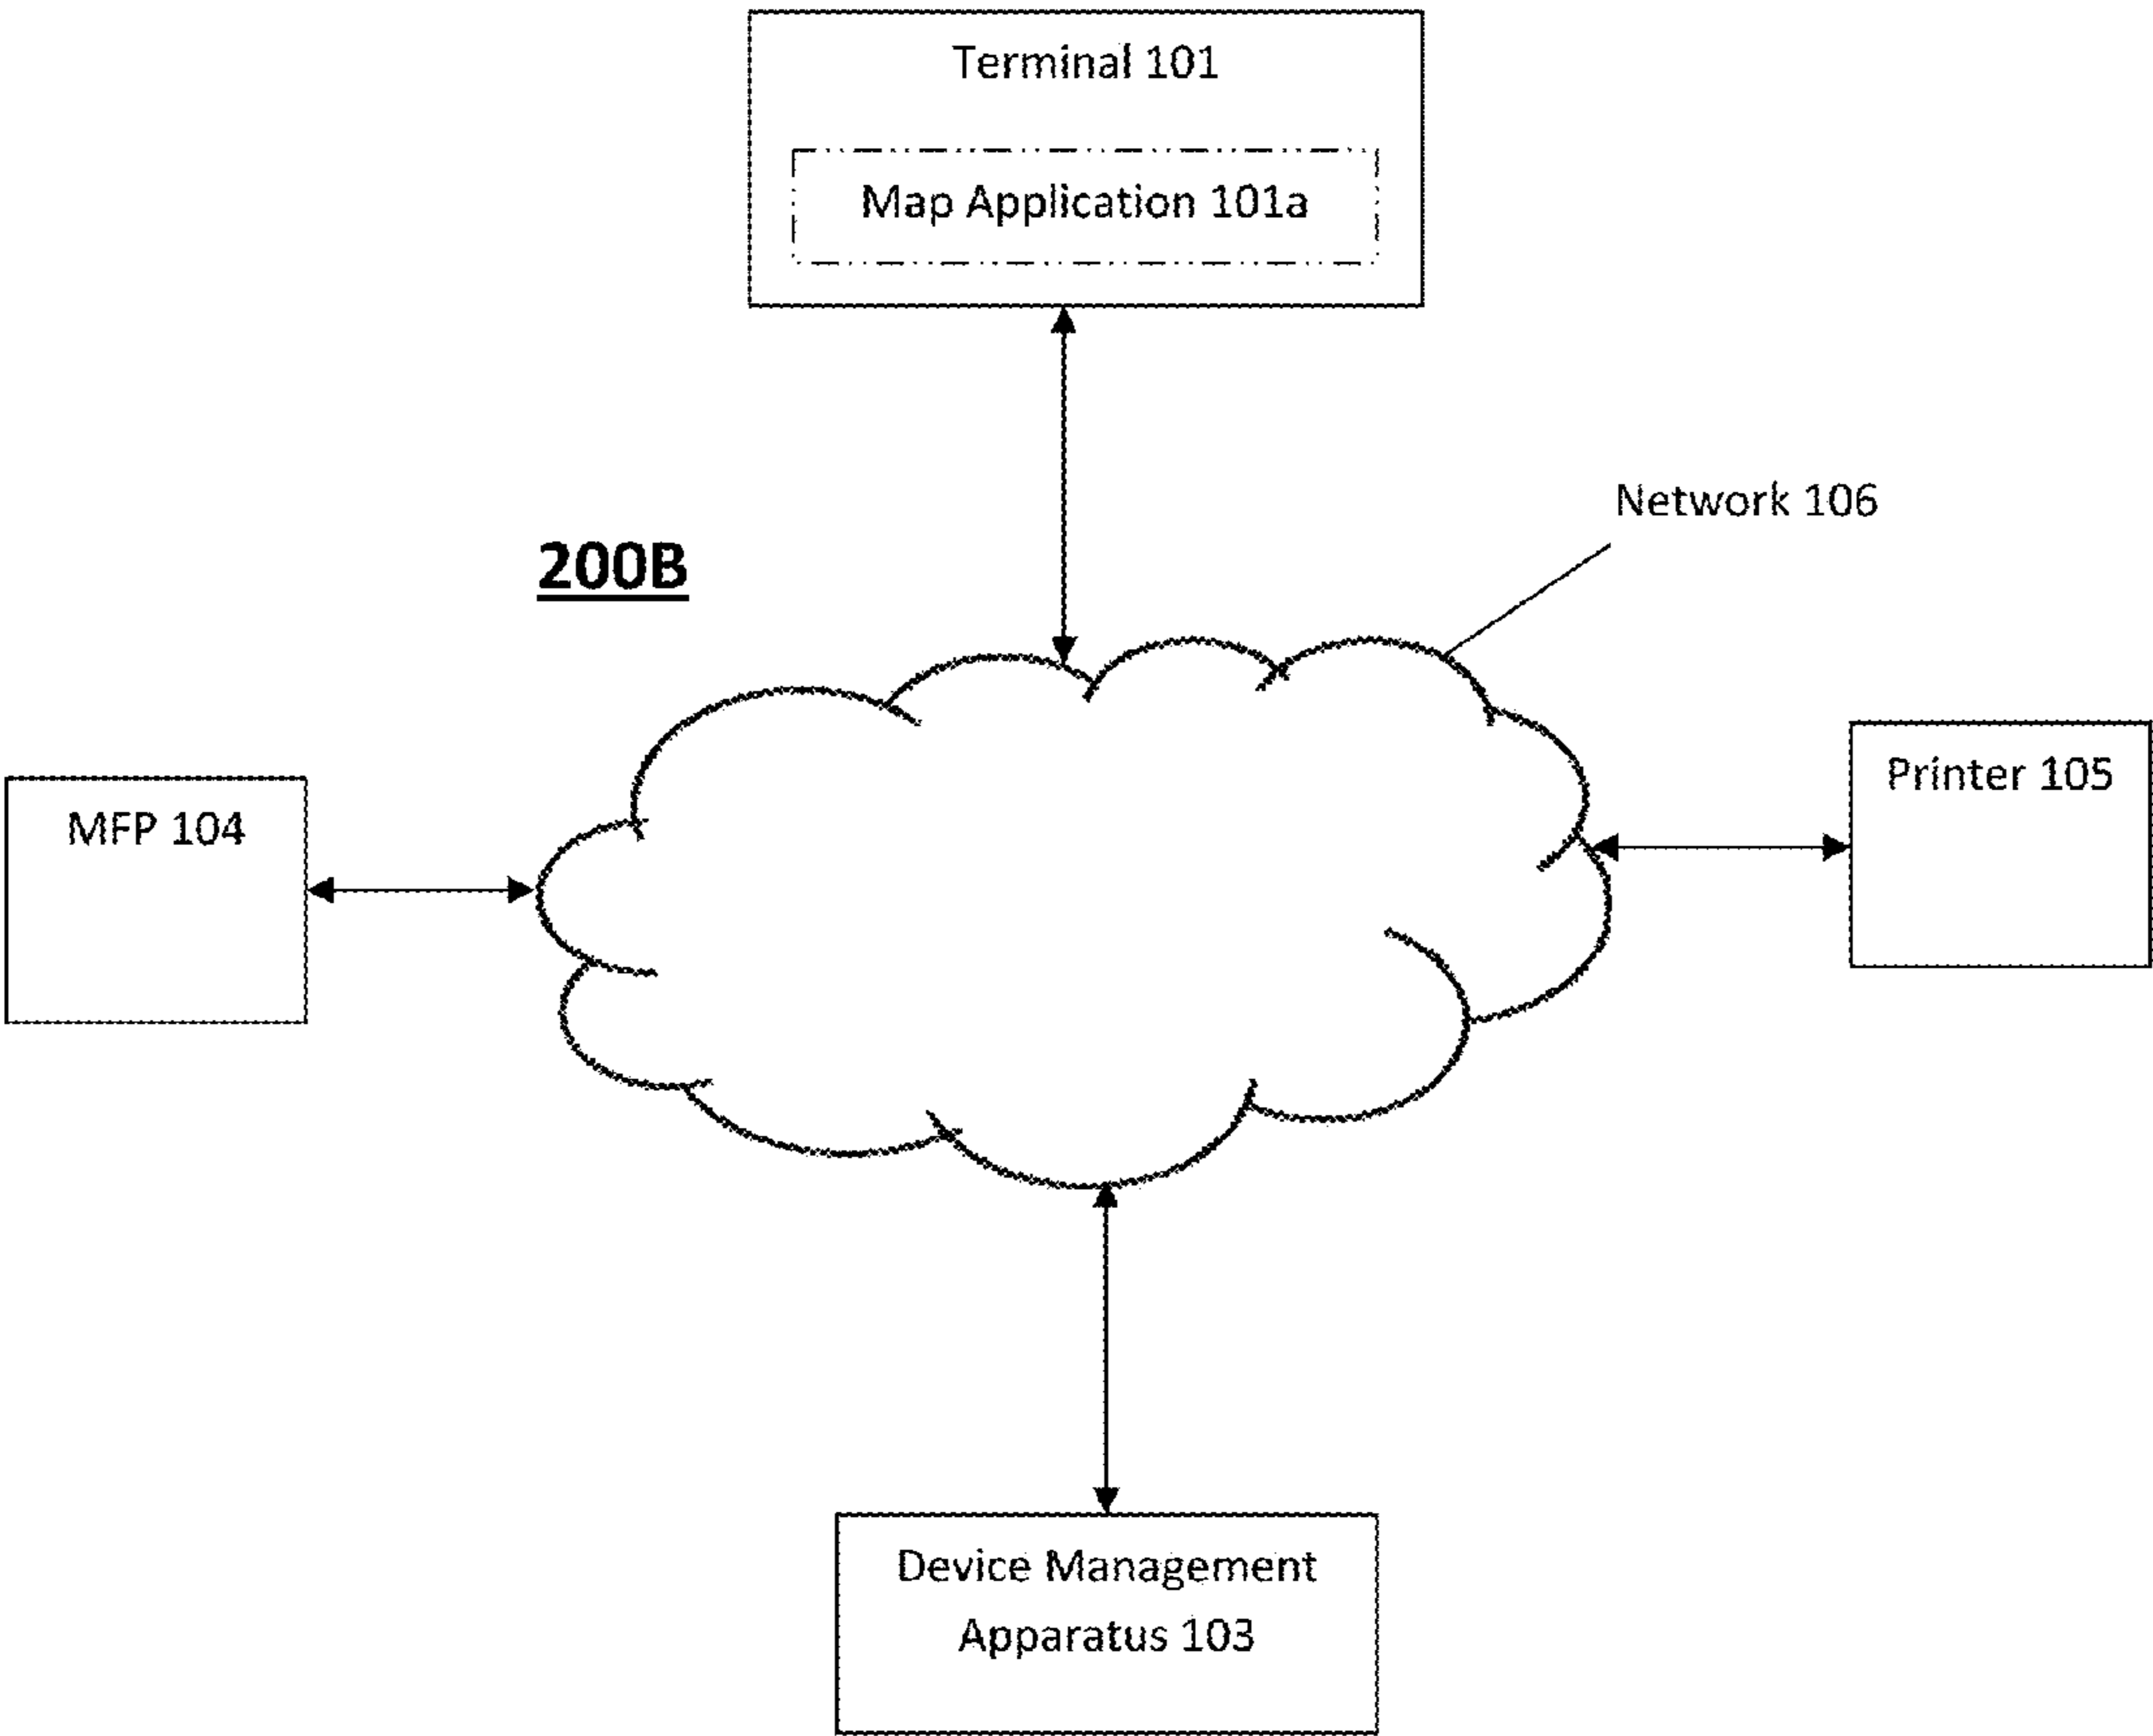 Terminal 101
Map Application 101a
Network 106
200B
Printer 105
MFP 104
Device Management
Apparatus 103